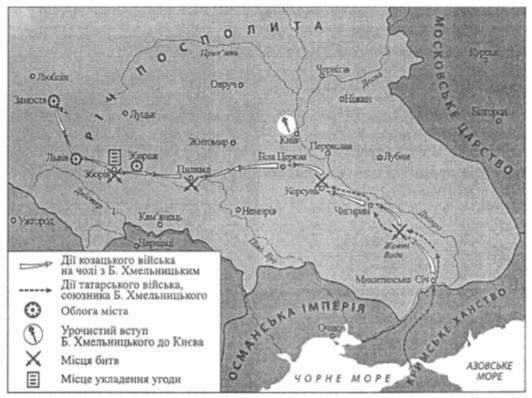 РІЧ ПОСПОЛИТА
МОСКОВСЬКЕ ЦАРСТВО
Прип'ять
Курськ
Люблін
Чернігів
Десна
Овруч
Замостя
Ніжин
Білгород
Луцьк
Київ
Житомир
Переяслав
Львів
Збараж
Біла Церква
Лубни
Зборів
Пилявці
Корсунь
Дністер
Чигирин
Дніпро
Ужгород
Кам'янець
Немирів
Жовті
Води
Чернівці
Півд. Буг
Микитинська Січ
Дії козацького війська
на чолі з Б. Хмельницьким
Дії татарського війська,
союзника Б. Хмельницького
Облога міста
Урочистий вступ
Б. Хмельницького до Києва
Місця битв
Місце укладення угоди
ОСМАНСЬКА ІМПЕРІЯ
Очаків
КРИМСЬКЕ ХАНСТВО
ЧОРНЕ МОРЕ
АЗОВСЬКЕ
МОРЕ